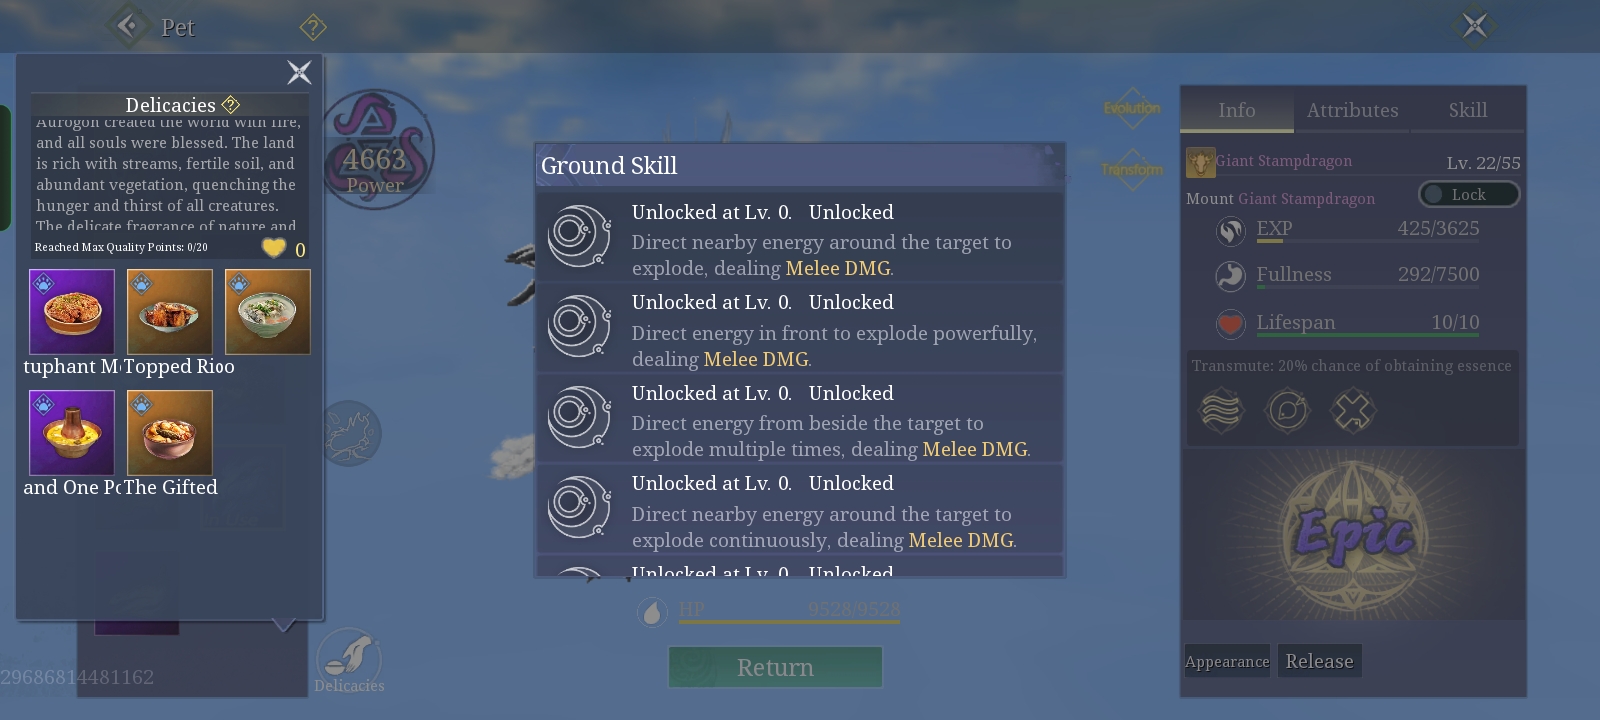 Pet
Delicacies
Aurogon created the world with fire,
and all souls were blessed. The land
is rich with streams, fertile soil, and
abundant vegetation, quenching the
hunger and thirst of all creatures.
The delicate fragrance of nature and
Reached Max Quality Points: 0/20
0
tuphant M
Topped Ric
oo
and One Po
The Gifted
4663
Power
29686814481162
Delicacies
Ground Skill
Unlocked at Lv. 0. Unlocked
Direct nearby energy around the target to
explode, dealing Melee DMG.
Unlocked at Lv. 0. Unlocked
Direct energy in front to explode powerfully,
dealing Melee DMG.
Unlocked at Lv. 0. Unlocked
Direct energy from beside the target to
explode multiple times, dealing Melee DMG.
Unlocked at Lv. 0. Unlocked
Direct nearby energy around the target to
explode continuously, dealing Melee DMG.
Unlocked at Lv. 0. Unlocked
HP 9528/9528
Return
Evolution
Transform
Info Attributes Skill
Giant Stampdragon Lv. 22/55
Mount Giant Stampdragon Lock
EXP 425/3625
Fullness 292/7500
Lifespan 10/10
Transmute: 20% chance of obtaining essence
Epic
Appearance Release